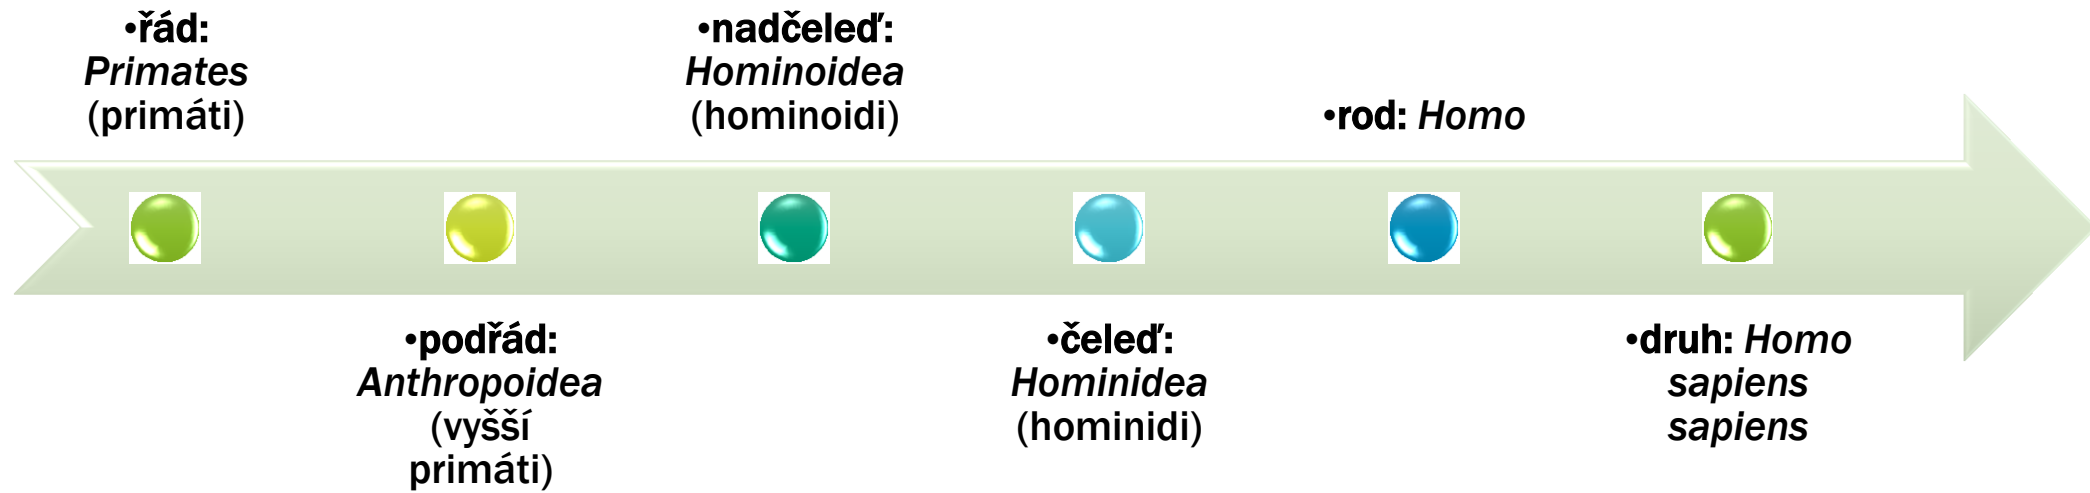 •řád:
Primates
(primáti)
•podřád:
Anthropoidea
(vyšší
primáti)
•nadčeleď:
Hominoidea
(hominoidi)
•čeleď:
Hominidea
(hominidi)
•rod: Homo
•druh: Homo
sapiens
sapiens